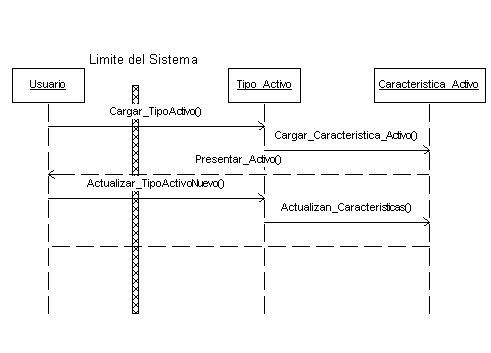 Limite del Sistema
Usuario
Tipo_Activo
Caracteristica_Activo
Cargar_TipoActivo()
Cargar_Caracteristica_Activo()
Presentar_Activo()
Actualizar_TipoActivoNuevo()
Actualizan_Caracteristicas()